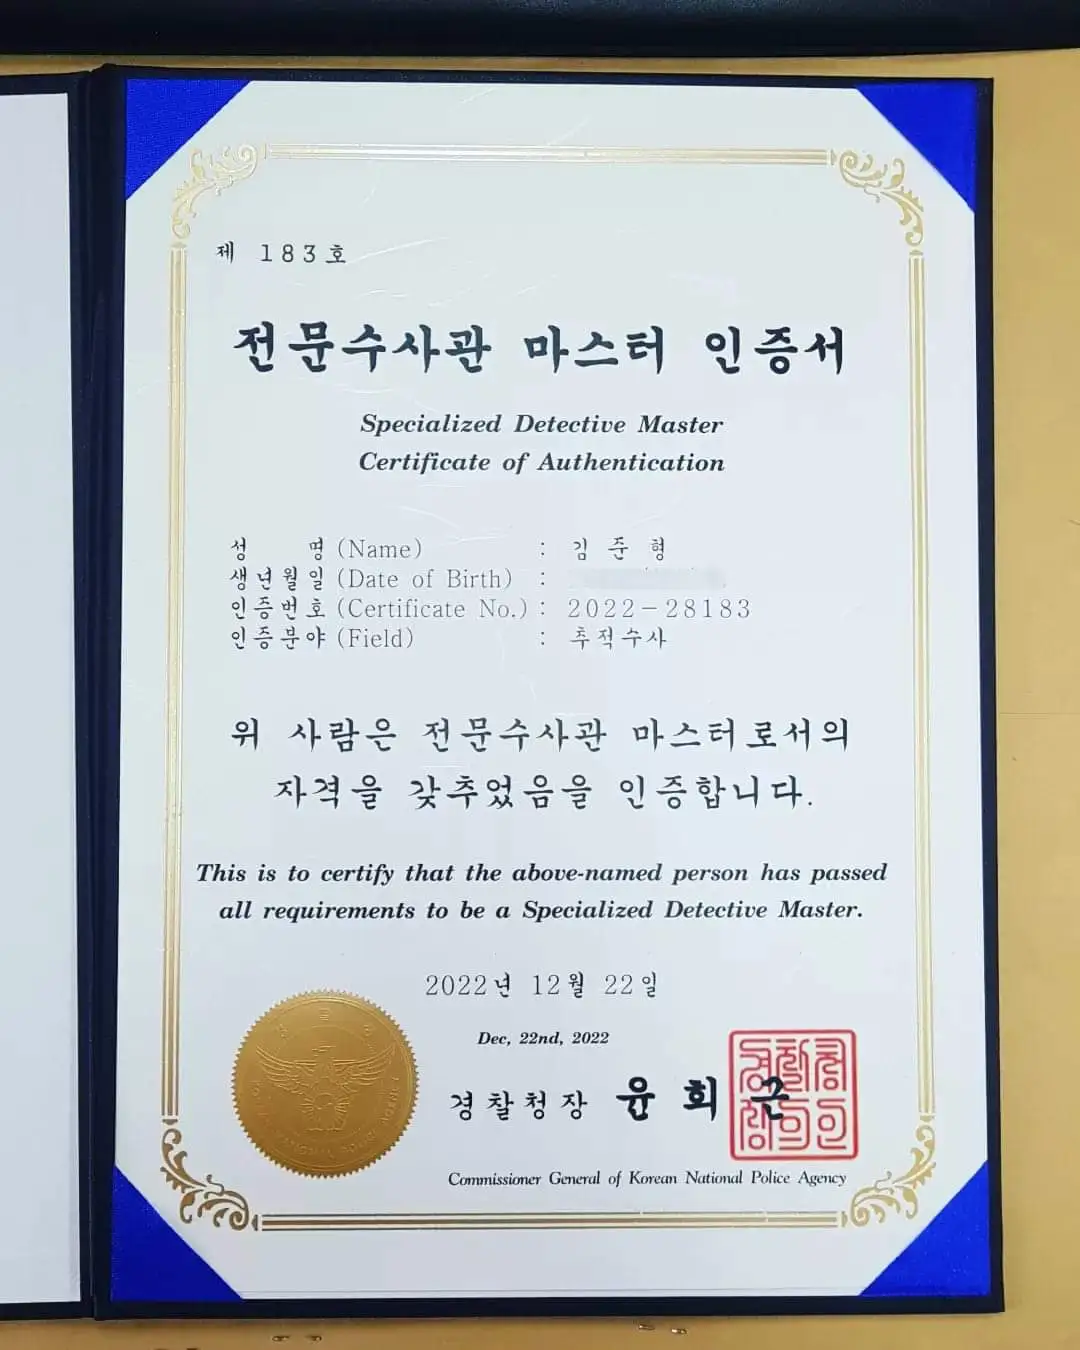 제 183호
전문수사관 마스터 인증서
Specialized Detective Master
Certificate of Authentication
성 명 (Name) : 김 준 형
생년월일 (Date of Birth) :
인증번호 (Certificate No.) : 2022-28183
인증분야 (Field) : 추적수사
위 사람은 전문수사관 마스터로서의
자격을 갖추었음을 인증합니다.
This is to certify that the above-named person has passed
all requirements to be a Specialized Detective Master.
2022년 12월 22일
Dec, 22nd, 2022
경찰청장 윤 희 근
경찰청
장의인
Commissioner General of Korean National Police Agency